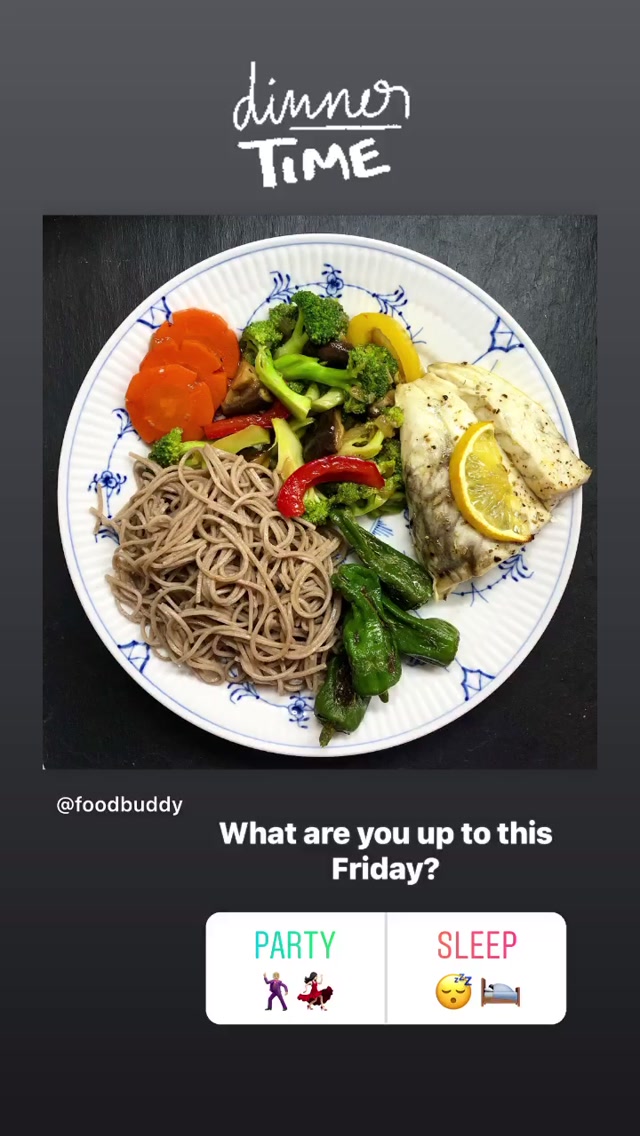 dinner
TIME
@foodbuddy
What are you up to this
Friday?
PARTY SLEEP